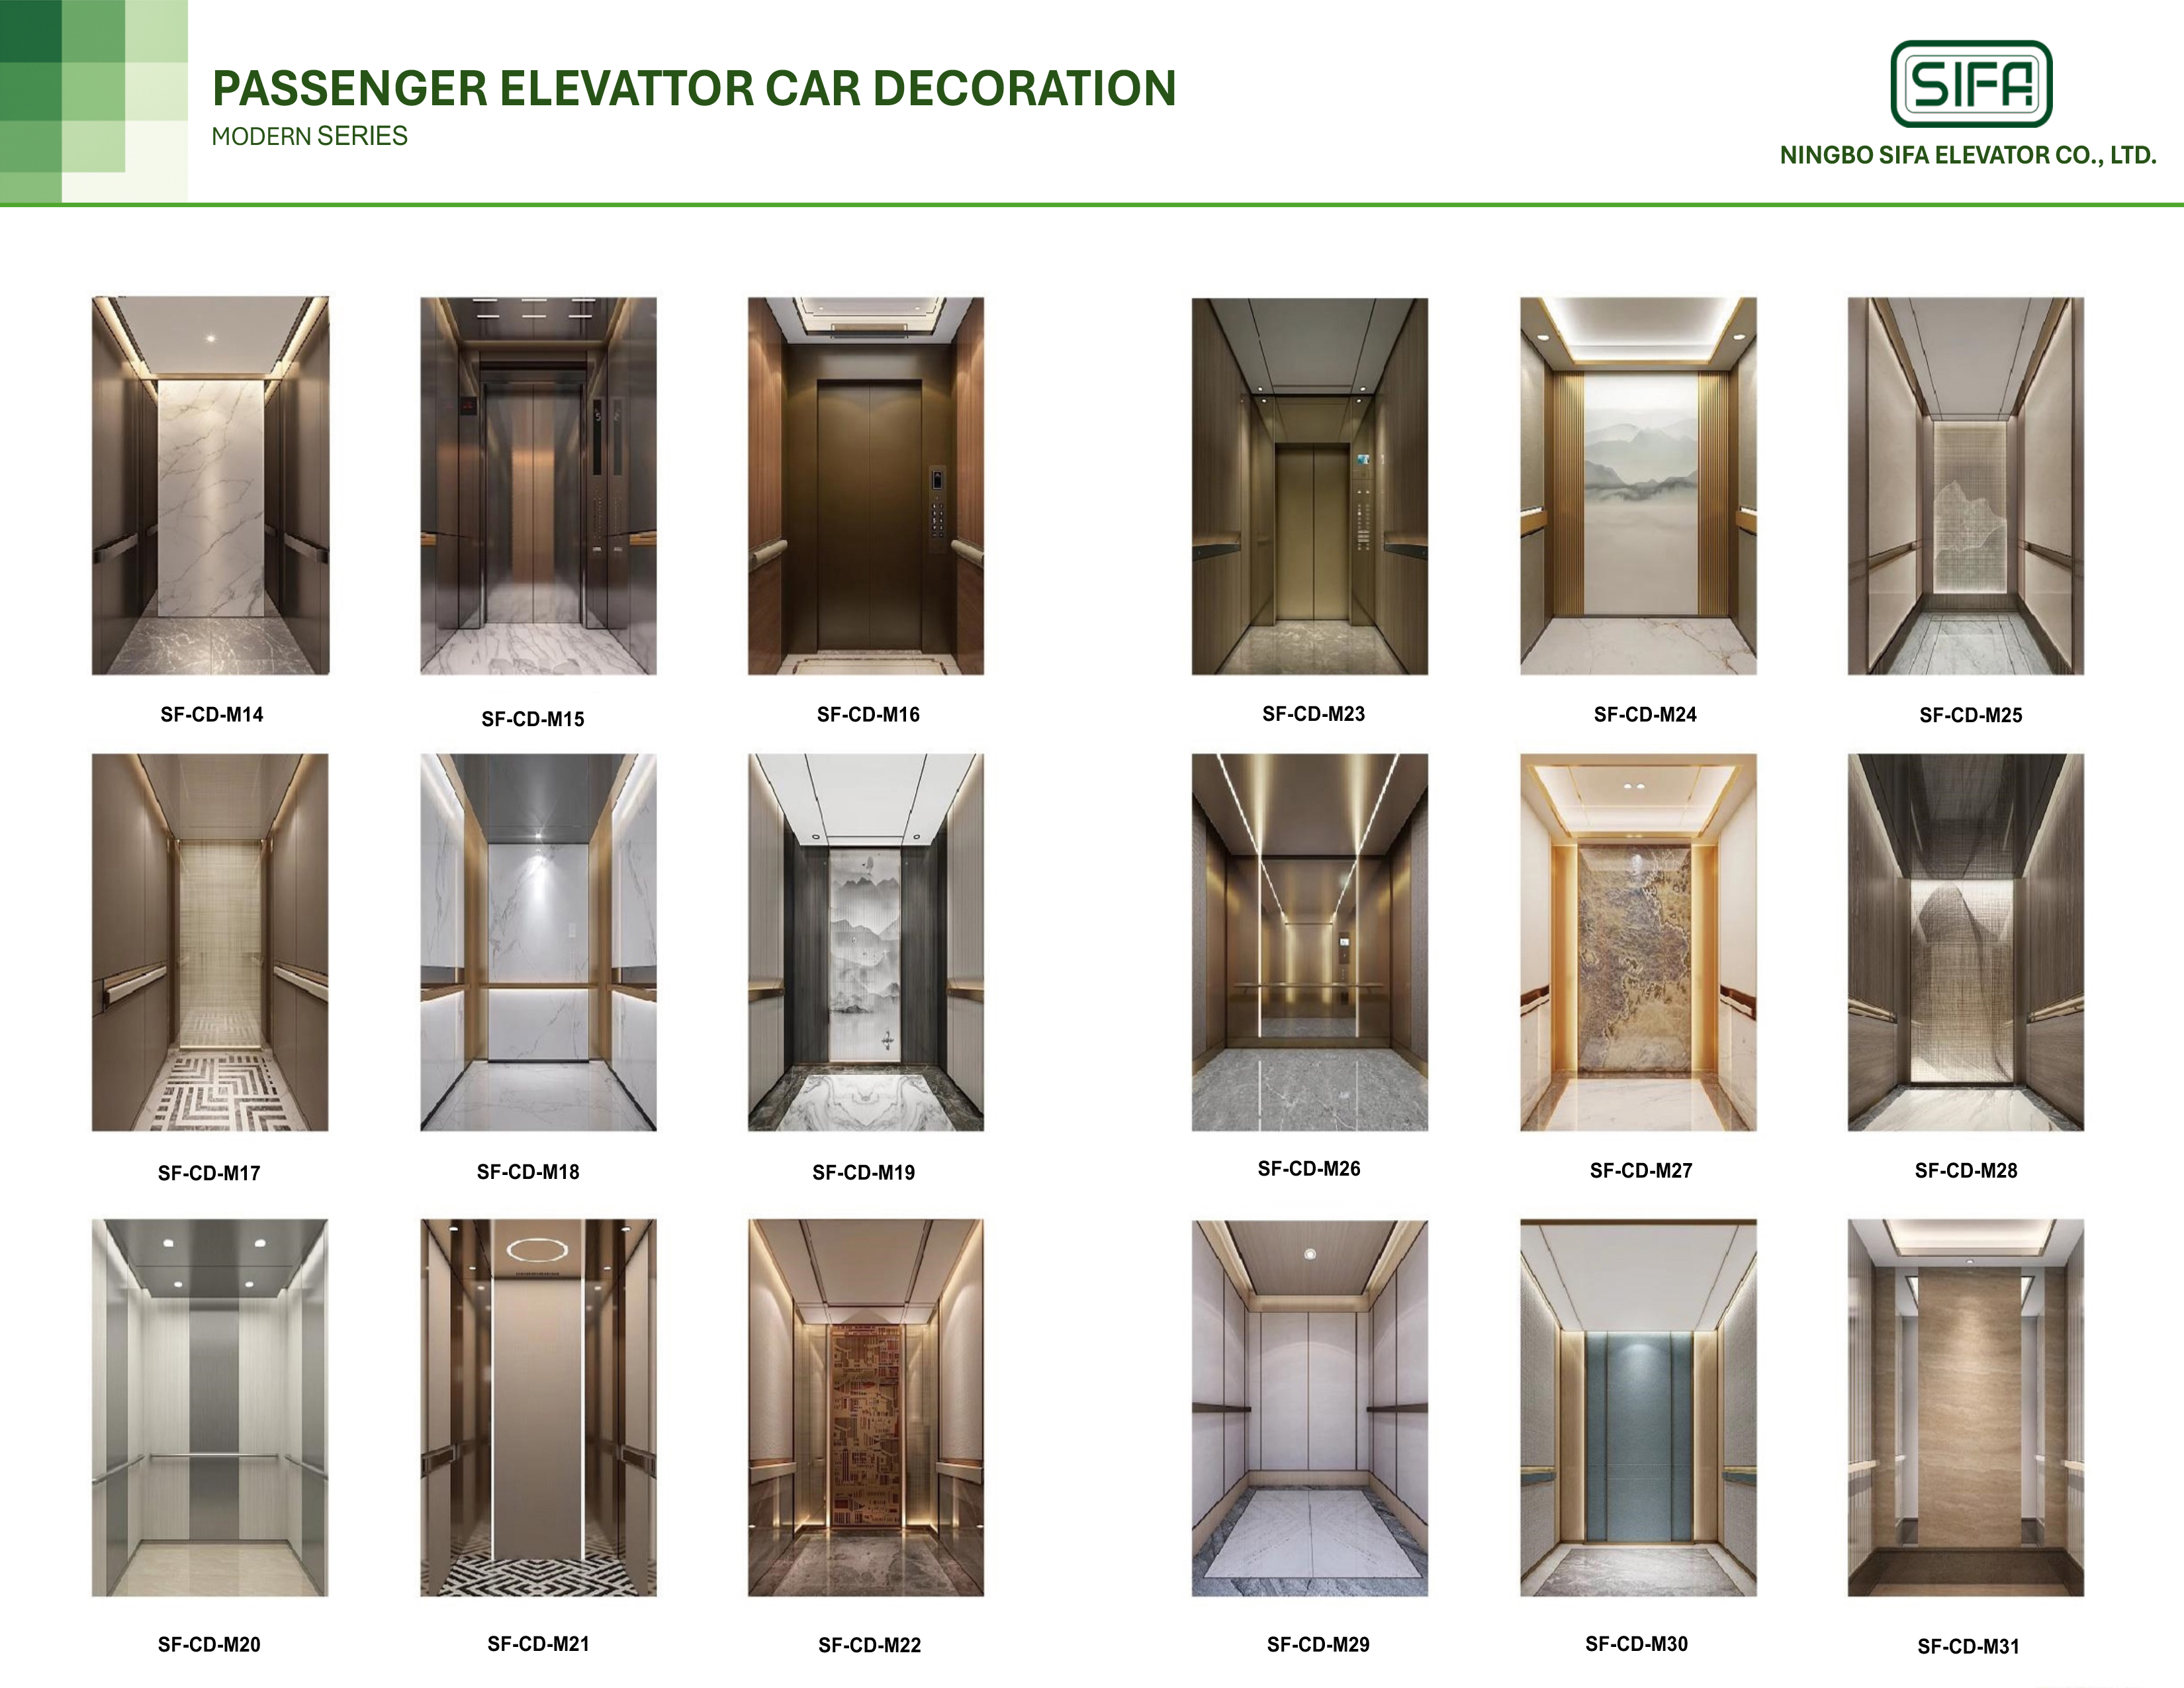 PASSENGER ELEVATTOR CAR DECORATION
MODERN SERIES
SIFA
NINGBO SIFA ELEVATOR CO., LTD.
SF-CD-M14
SF-CD-M15
SF-CD-M16
SF-CD-M23
SF-CD-M24
SF-CD-M25
SF-CD-M17
SF-CD-M18
SF-CD-M19
SF-CD-M26
SF-CD-M27
SF-CD-M28
SF-CD-M20
SF-CD-M21
SF-CD-M22
SF-CD-M29
SF-CD-M30
SF-CD-M31